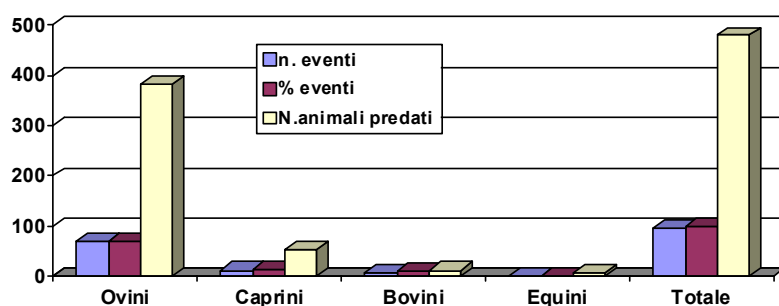 500
400
300
200
100
0
n. eventi
% eventi
N.animali predati
Ovini Caprini Bovini Equini Totale